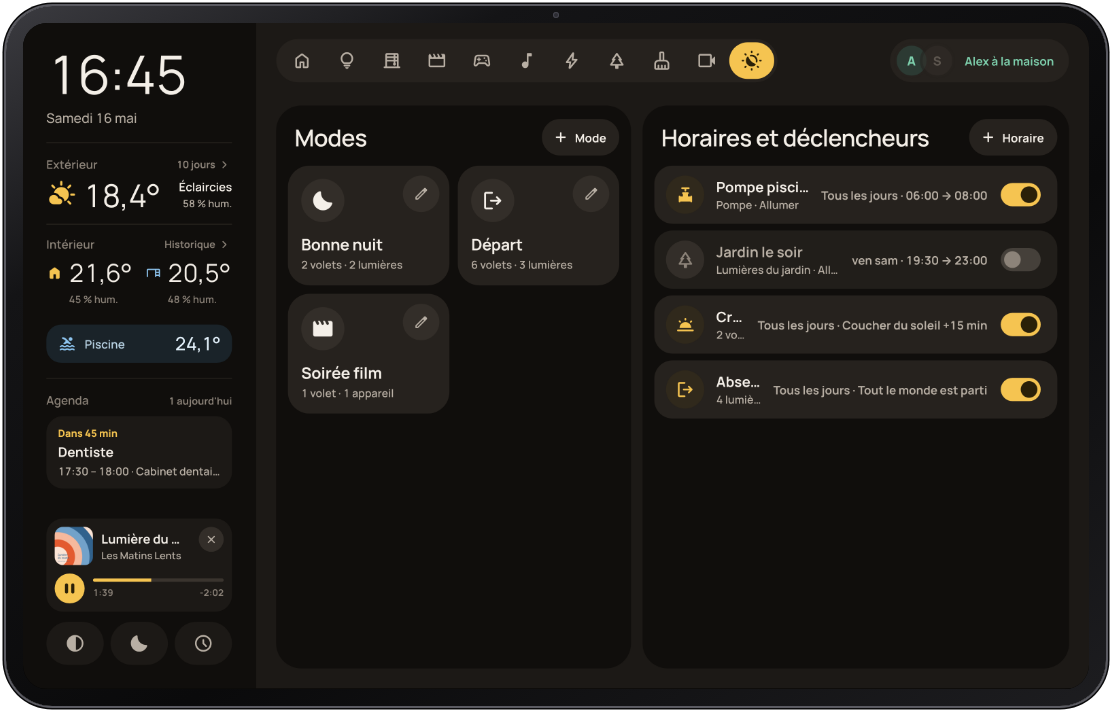 16:45
Samedi 16 mai
Extérieur
10 jours
18,4°
Éclaircies
58 % hum.
Intérieur
Historique
21,6°
45 % hum.
20,5°
48 % hum.
Piscine
24,1°
Agenda
1 aujourd'hui
Dans 45 min
Dentiste
17:30 – 18:00 · Cabinet dentai...
Lumière du ...
Les Matins Lents
1:39
-2:02
A
S
Alex à la maison
Modes
+ Mode
Bonne nuit
2 volets · 2 lumières
Départ
6 volets · 3 lumières
Soirée film
1 volet · 1 appareil
Horaires et déclencheurs
+ Horaire
Pompe pisci...
Pompe · Allumer
Tous les jours · 06:00 → 08:00
Jardin le soir
Lumières du jardin · All...
ven sam · 19:30 → 23:00
Cr...
2 vo...
Tous les jours · Coucher du soleil +15 min
Abse...
4 lumiè...
Tous les jours · Tout le monde est parti